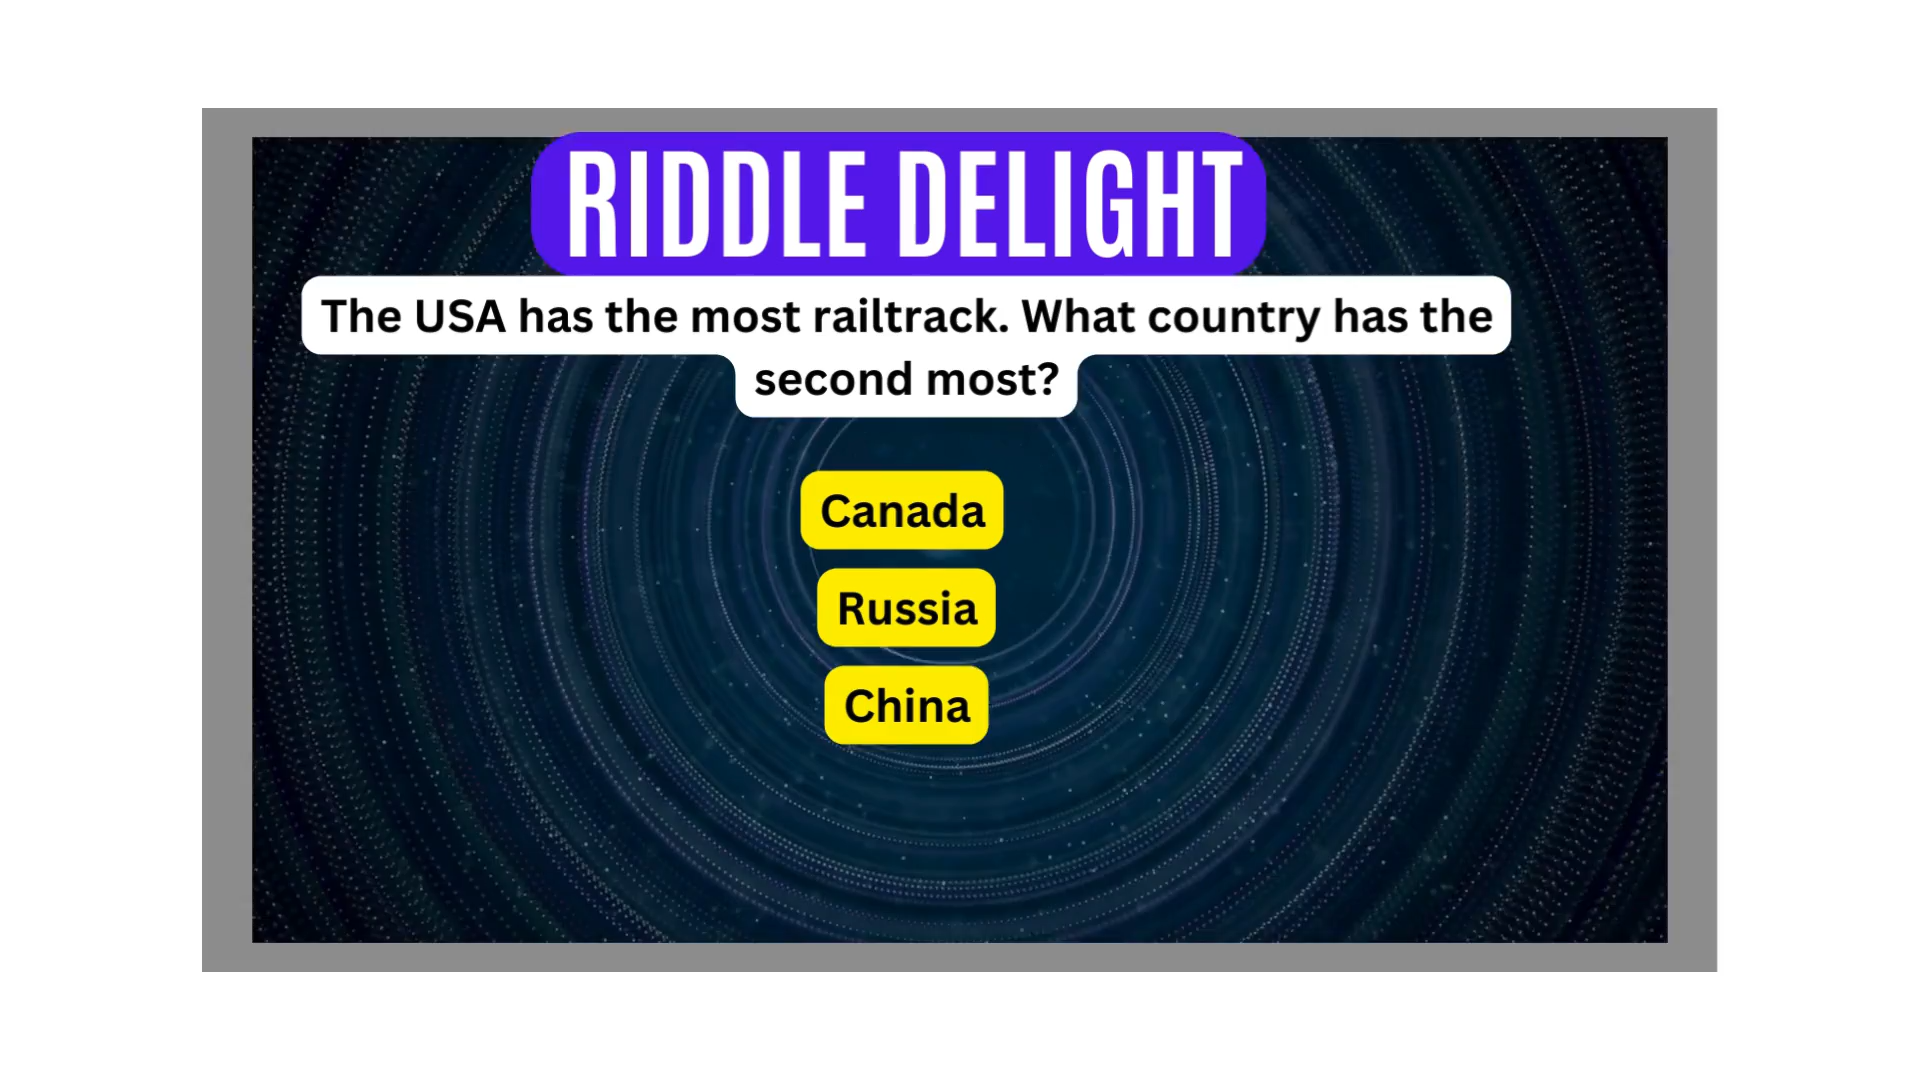 RIDDLE DELIGHT
The USA has the most railtrack. What country has the
second most?
Canada
Russia
China